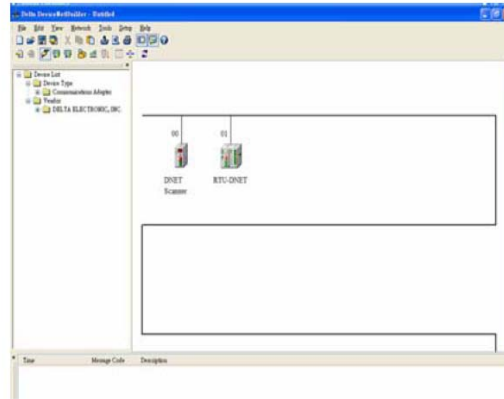 Delta DeviceNetBuilder - Untitled
File Edit View Network Tools Setup Help
Device List
Device Type
Communications Adapter
Vendor
DELTA ELECTRONIC, INC.
00
01
DNET
Scanner
RTU-DNET
Time
Message Code
Description